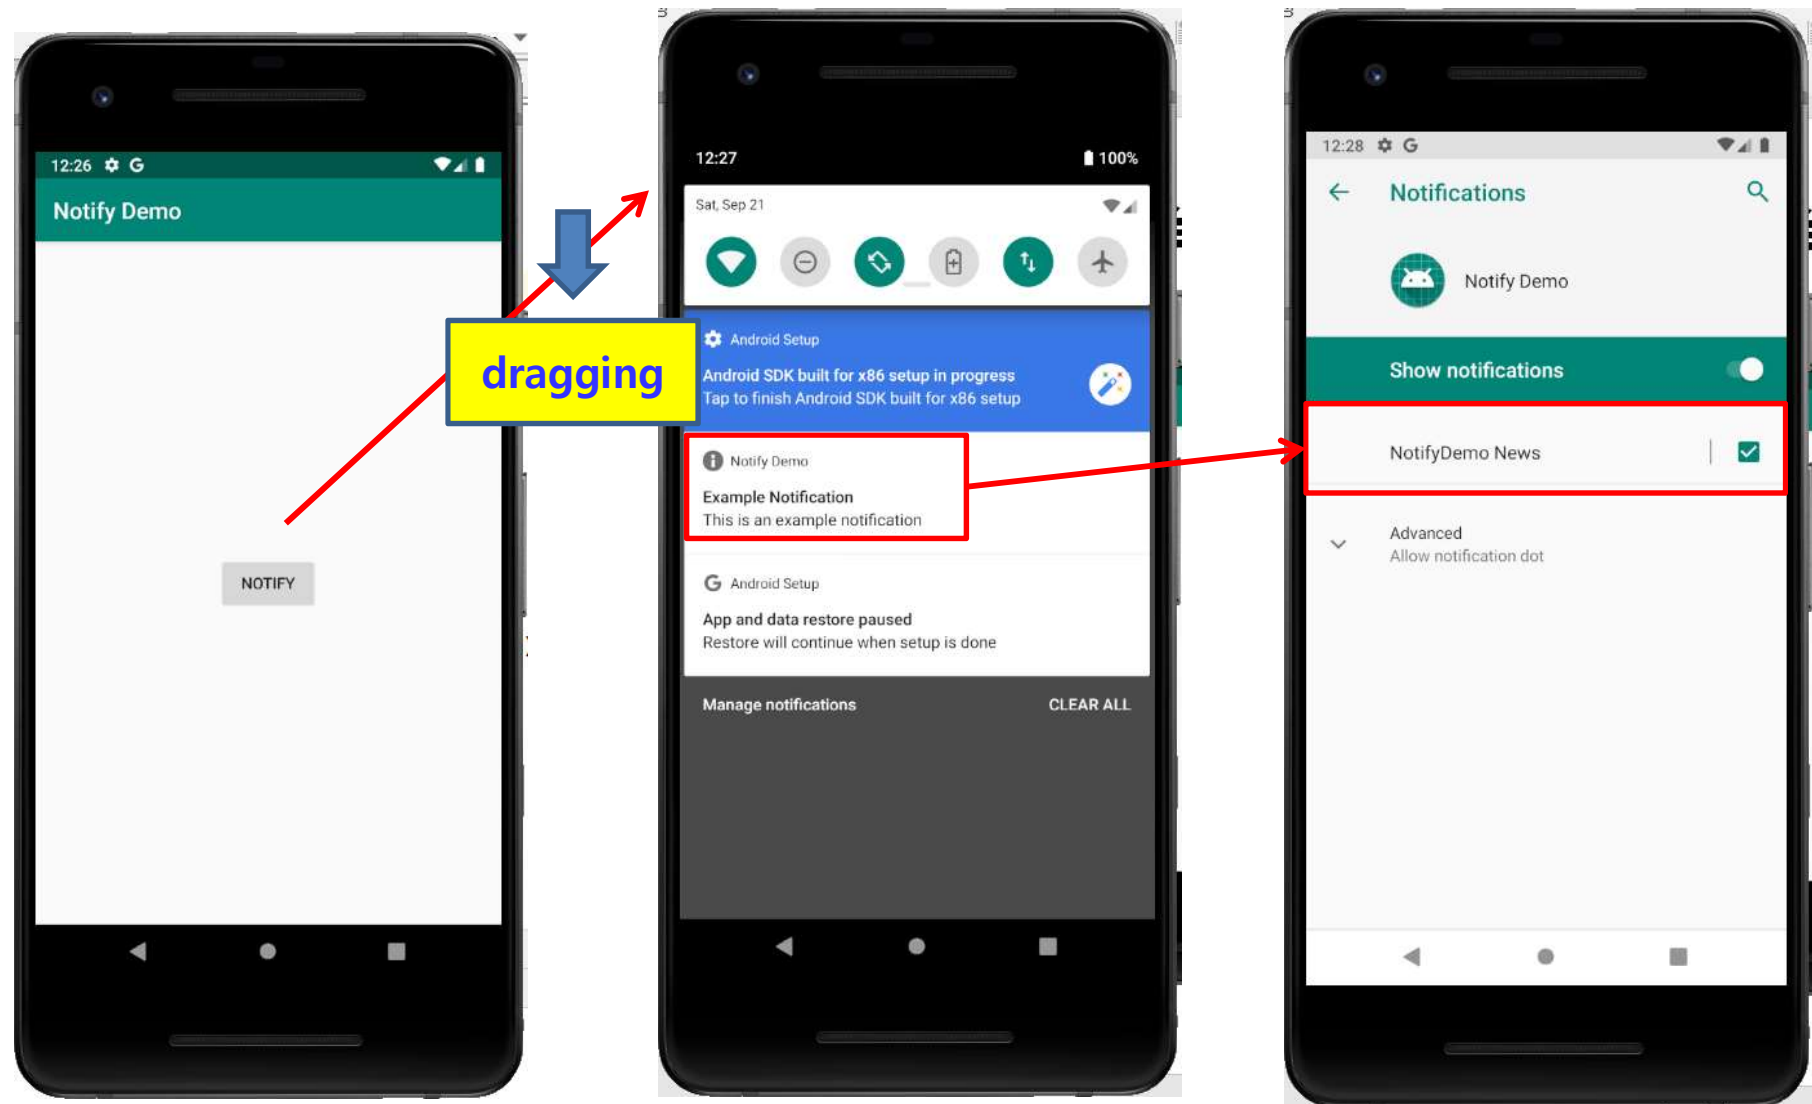 12:26 G
Notify Demo
NOTIFY
dragging
12:27 100%
Sat, Sep 21
Android Setup
Android SDK built for x86 setup in progress
Tap to finish Android SDK built for x86 setup
Notify Demo
Example Notification
This is an example notification
G Android Setup
App and data restore paused
Restore will continue when setup is done
Manage notifications CLEAR ALL
12:28 G
Notifications
Notify Demo
Show notifications
NotifyDemo News
Advanced
Allow notification dot